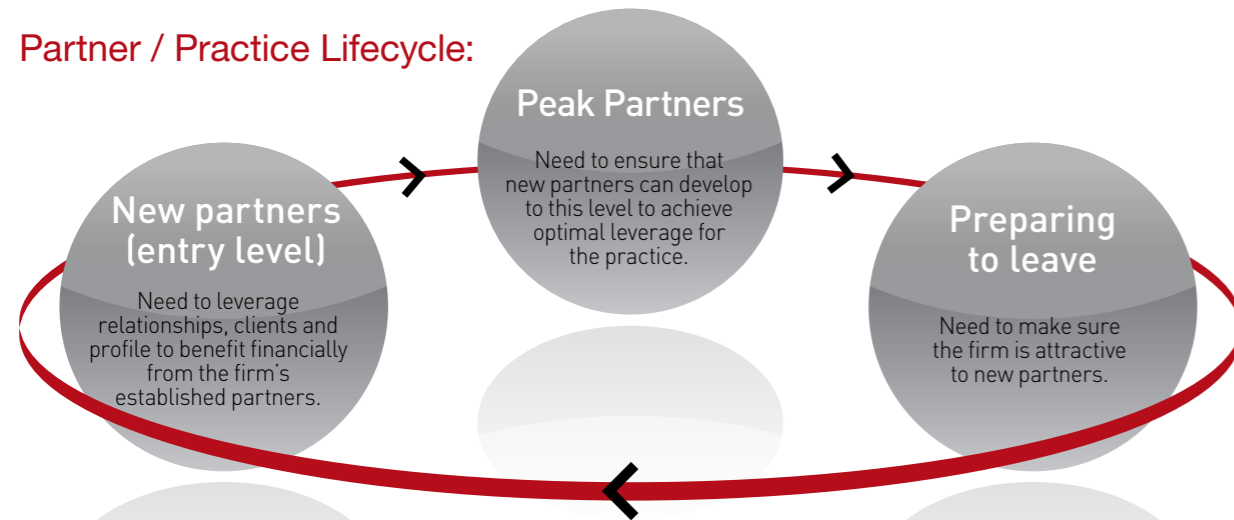 Partner / Practice Lifecycle:
New partners
(entry level)
Need to leverage
relationships, clients and
profile to benefit financially
from the firm's
established partners.
Peak Partners
Need to ensure that
new partners can develop
to this level to achieve
optimal leverage for
the practice.
Preparing
to leave
Need to make sure
the firm is attractive
to new partners.